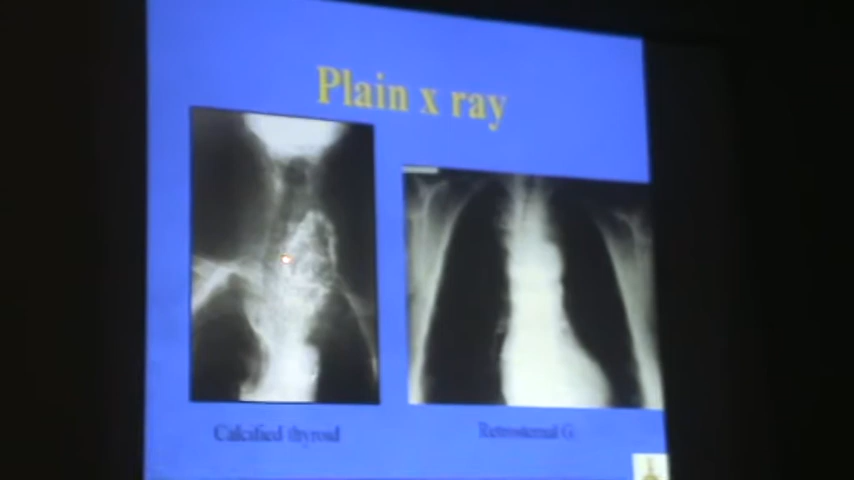 Plain x ray
Calcified thyroid
Retrosternal G